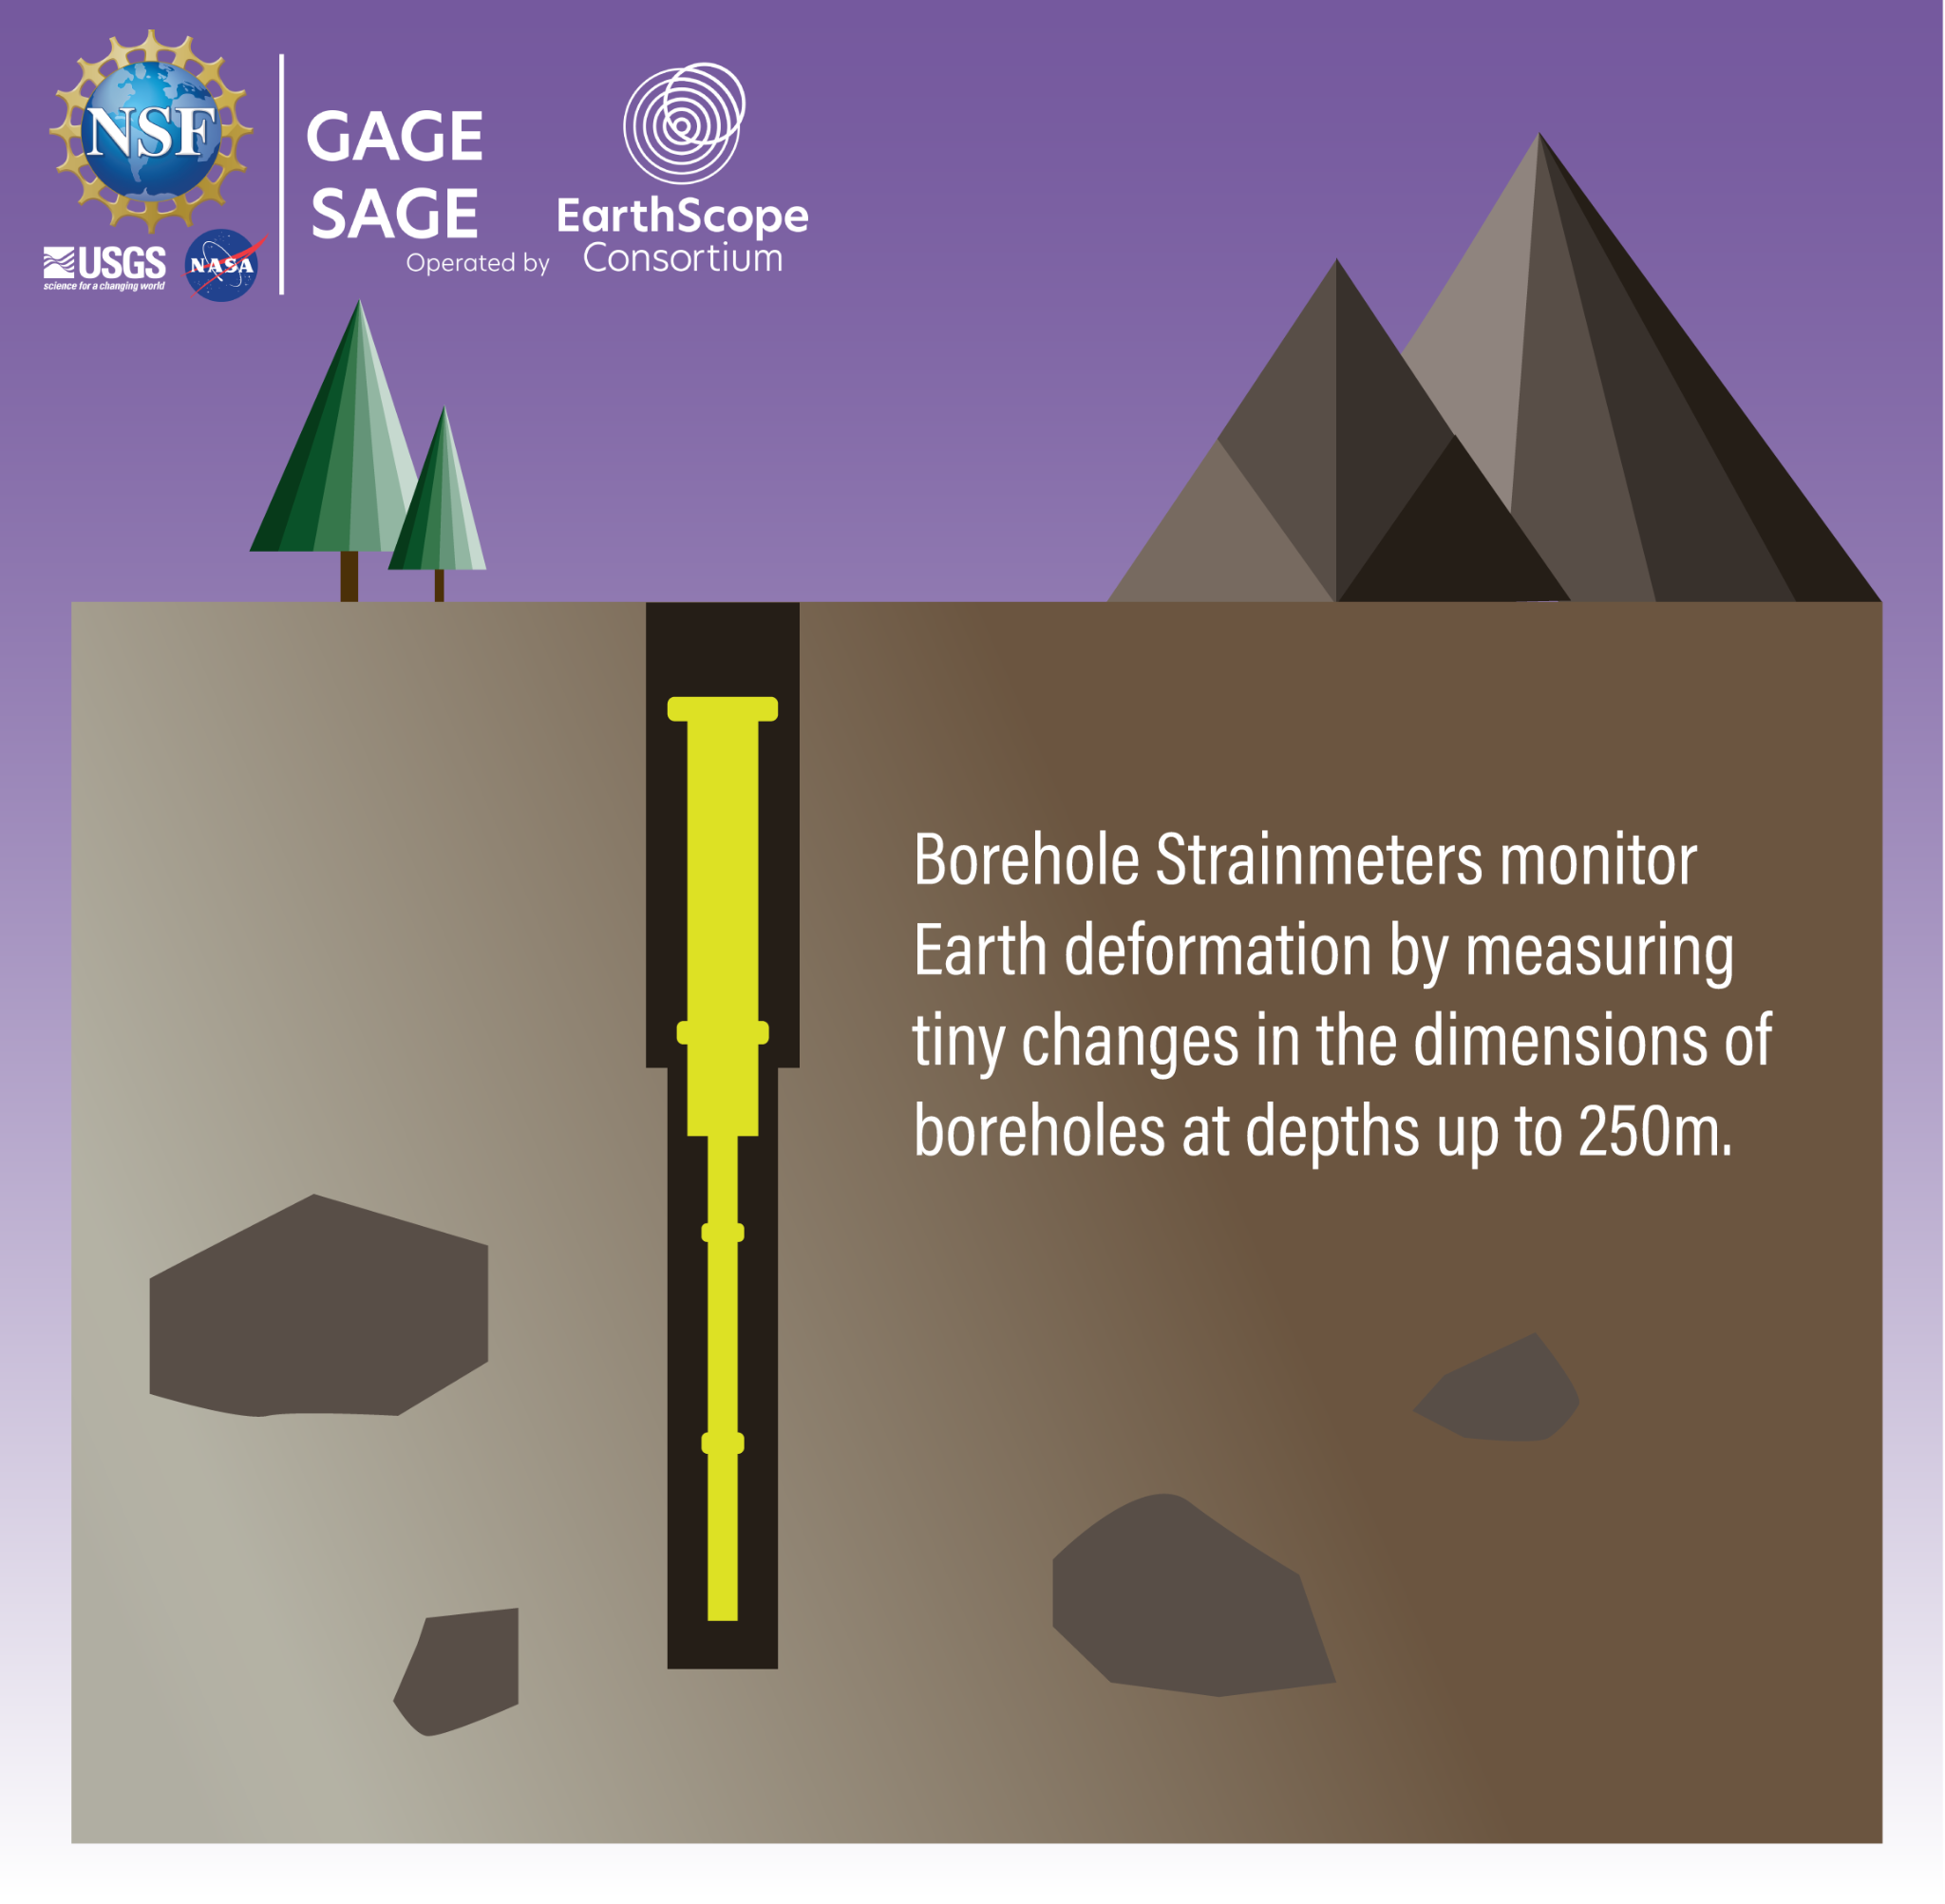 NSF
GAGE
SAGE
Operated by
EarthScope
Consortium
USGS
science for a changing world
NASA
Borehole Strainmeters monitor
Earth deformation by measuring
tiny changes in the dimensions of
boreholes at depths up to 250m.